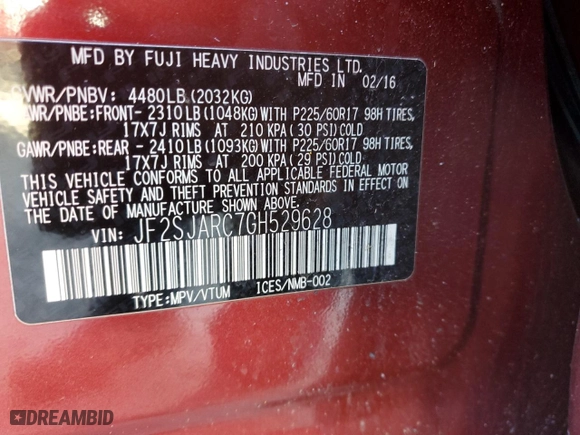 MFD BY FUJI HEAVY INDUSTRIES LTD.
MFD IN 02/16
GVWR/PNBV: 4480LB(2032KG)
GAWR/PNBE:FRONT- 2310LB(1048KG)WITH P225/60R17 98H TIRES,
17X7J RIMS AT 210 KPA(30 PSI)COLD
GAWR/PNBE:REAR - 2410LB(1093KG)WITH P225/60R17 98H TIRES,
17X7J RIMS AT 200 KPA(29 PSI)COLD
THIS VEHICLE CONFORMS TO ALL APPLICABLE FEDERAL MOTOR
VEHICLE SAFETY AND THEFT PREVENTION STANDARDS IN EFFECT
ON THE DATE OF MANUFACTURE SHOWN ABOVE.
VIN: JF2SJARC7GH529628
TYPE:MPV/VTUM ICES/NMB-002
DREAMBID